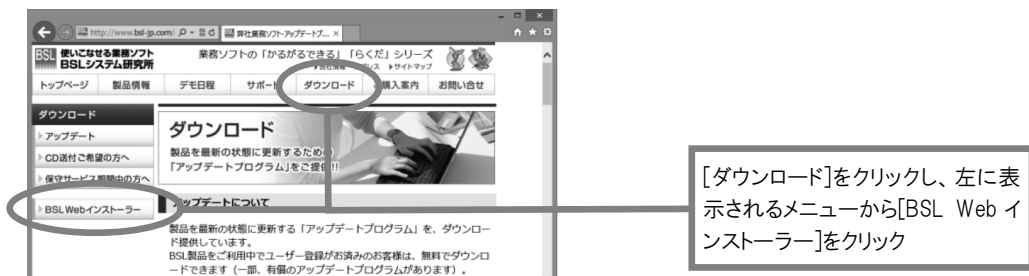 http://www.bsl-jp.com/
弊社業務ソフト-アップデートプ...
BSL 使いこなせる業務ソフト
BSLシステム研究所
業務ソフトの「かるがるできる」「らくだ」シリーズ
サイトマップ
トップページ 製品情報 デモ日程 サポート ダウンロード 購入案内 お問い合せ
ダウンロード
アップデート
CD送付ご希望の方へ
保守サービス期間中の方へ
BSL Webインストーラー
ダウンロード
製品を最新の状態に更新するための
「アップデートプログラム」をご提供!!
アップデートについて
製品を最新の状態に更新する「アップデートプログラム」を、ダウンロー
ド提供しています。
BSL製品をご利用中でユーザー登録がお済みのお客様は、無料でダウンロ
ードできます（一部、有償のアップデートプログラムがあります）。
[ダウンロード]をクリックし、左に表
示されるメニューから[BSL Web イ
ンストーラー]をクリック